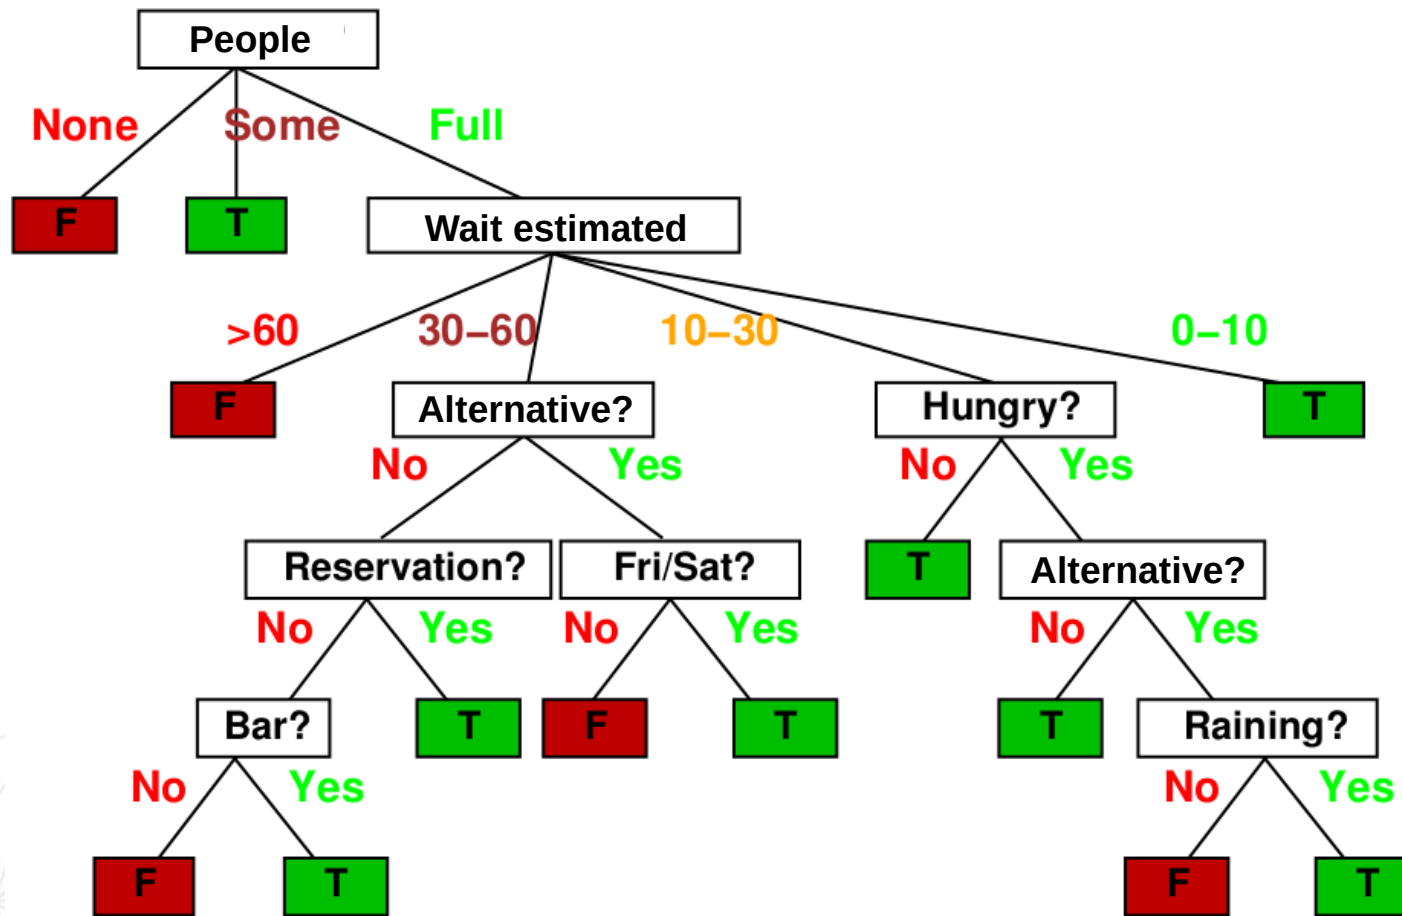 People
None Some Full
F T Wait estimated
>60 30–60 10–30 0–10
F Alternative? Hungry? T
No Yes No Yes
Reservation? Fri/Sat? T Alternative?
No Yes No Yes No Yes
Bar? T F T T Raining?
No Yes No Yes
F T F T